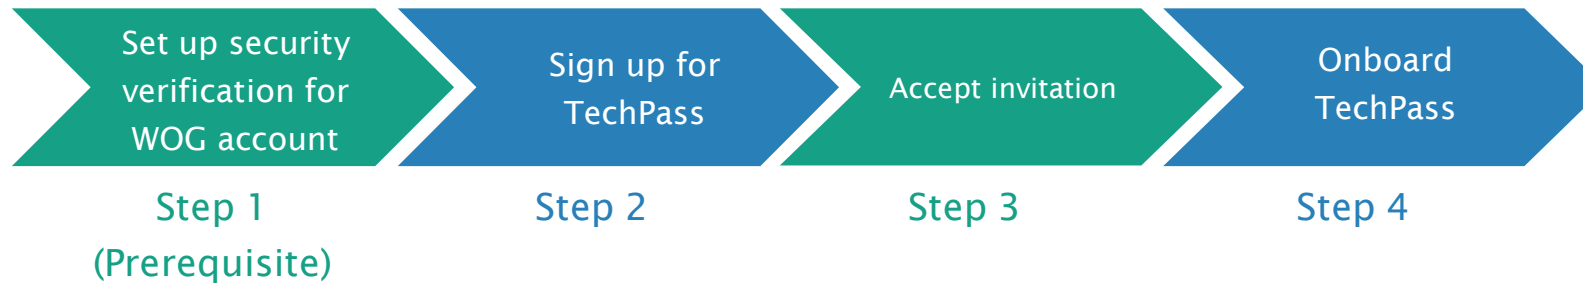 Set up security
verification for
WOG account
Sign up for
TechPass
Accept invitation
Onboard
TechPass
Step 1
(Prerequisite)
Step 2
Step 3
Step 4